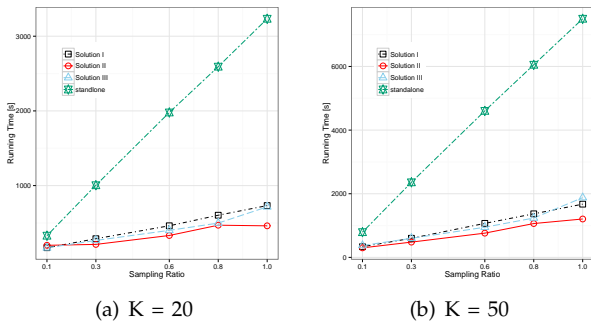 3000
2000
1000
Running Time [s]
Solution I
Solution II
Solution III
standlone
0.1
0.3
0.6
0.8
1.0
Sampling Ratio
(a) K = 20
6000
4000
2000
0
Running Time [s]
Solution I
Solution II
Solution III
standalone
0.1
0.3
0.6
0.8
1.0
Sampling Ratio
(b) K = 50